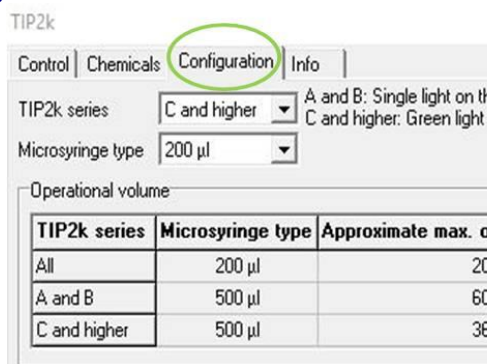 TIP2k
Control Chemicals Configuration Info
TIP2k series C and higher A and B: Single light on
C and higher: Green light
Microsyringe type 200 µl
Operational volume
TIP2k series Microsyringe type Approximate max.
All 200 µl
A and B 500 µl
C and higher 500 µl